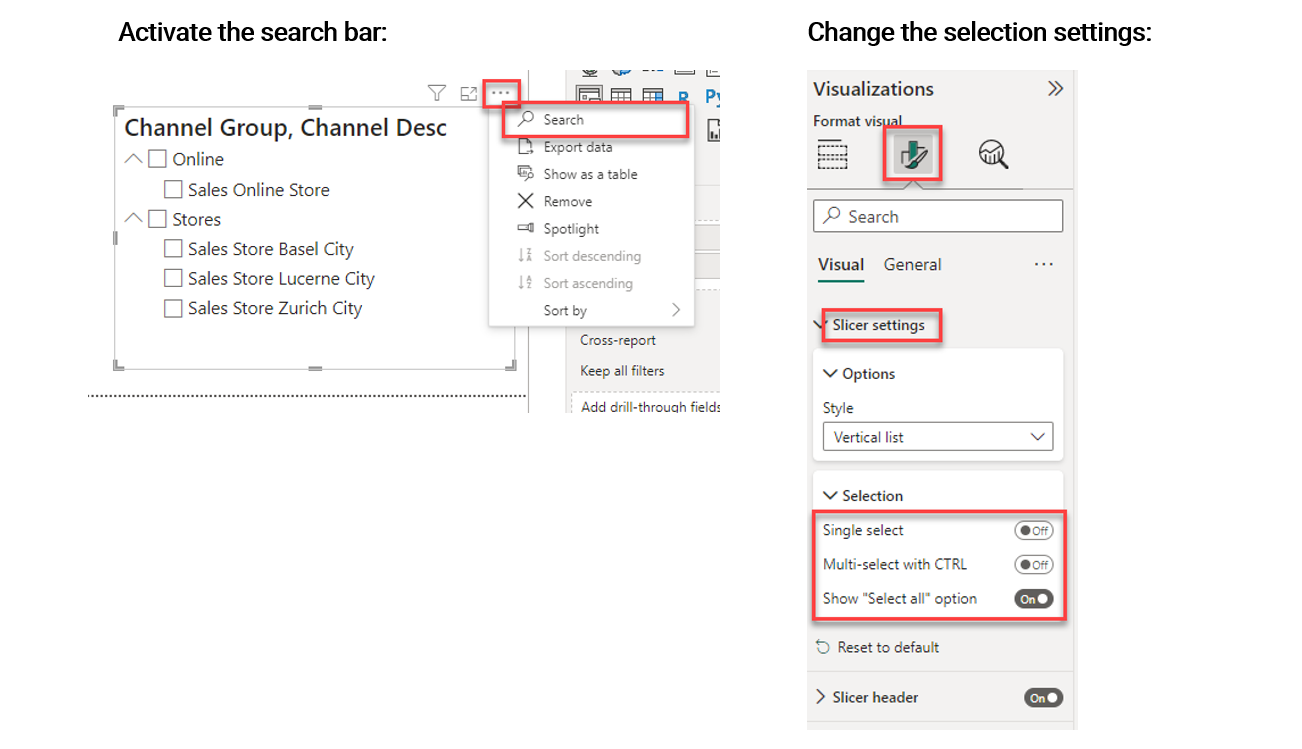 Activate the search bar:
Channel Group, Channel Desc
Online
Sales Online Store
Stores
Sales Store Basel City
Sales Store Lucerne City
Sales Store Zurich City
Search
Export data
Show as a table
Remove
Spotlight
Sort descending
Sort ascending
Sort by
R
Py
Cross-report
Keep all filters
Add drill-through fields
Change the selection settings:
Visualizations
Format visual
Search
Visual General
Slicer settings
Options
Style
Vertical list
Selection
Single select Off
Multi-select with CTRL Off
Show "Select all" option On
Reset to default
Slicer header On